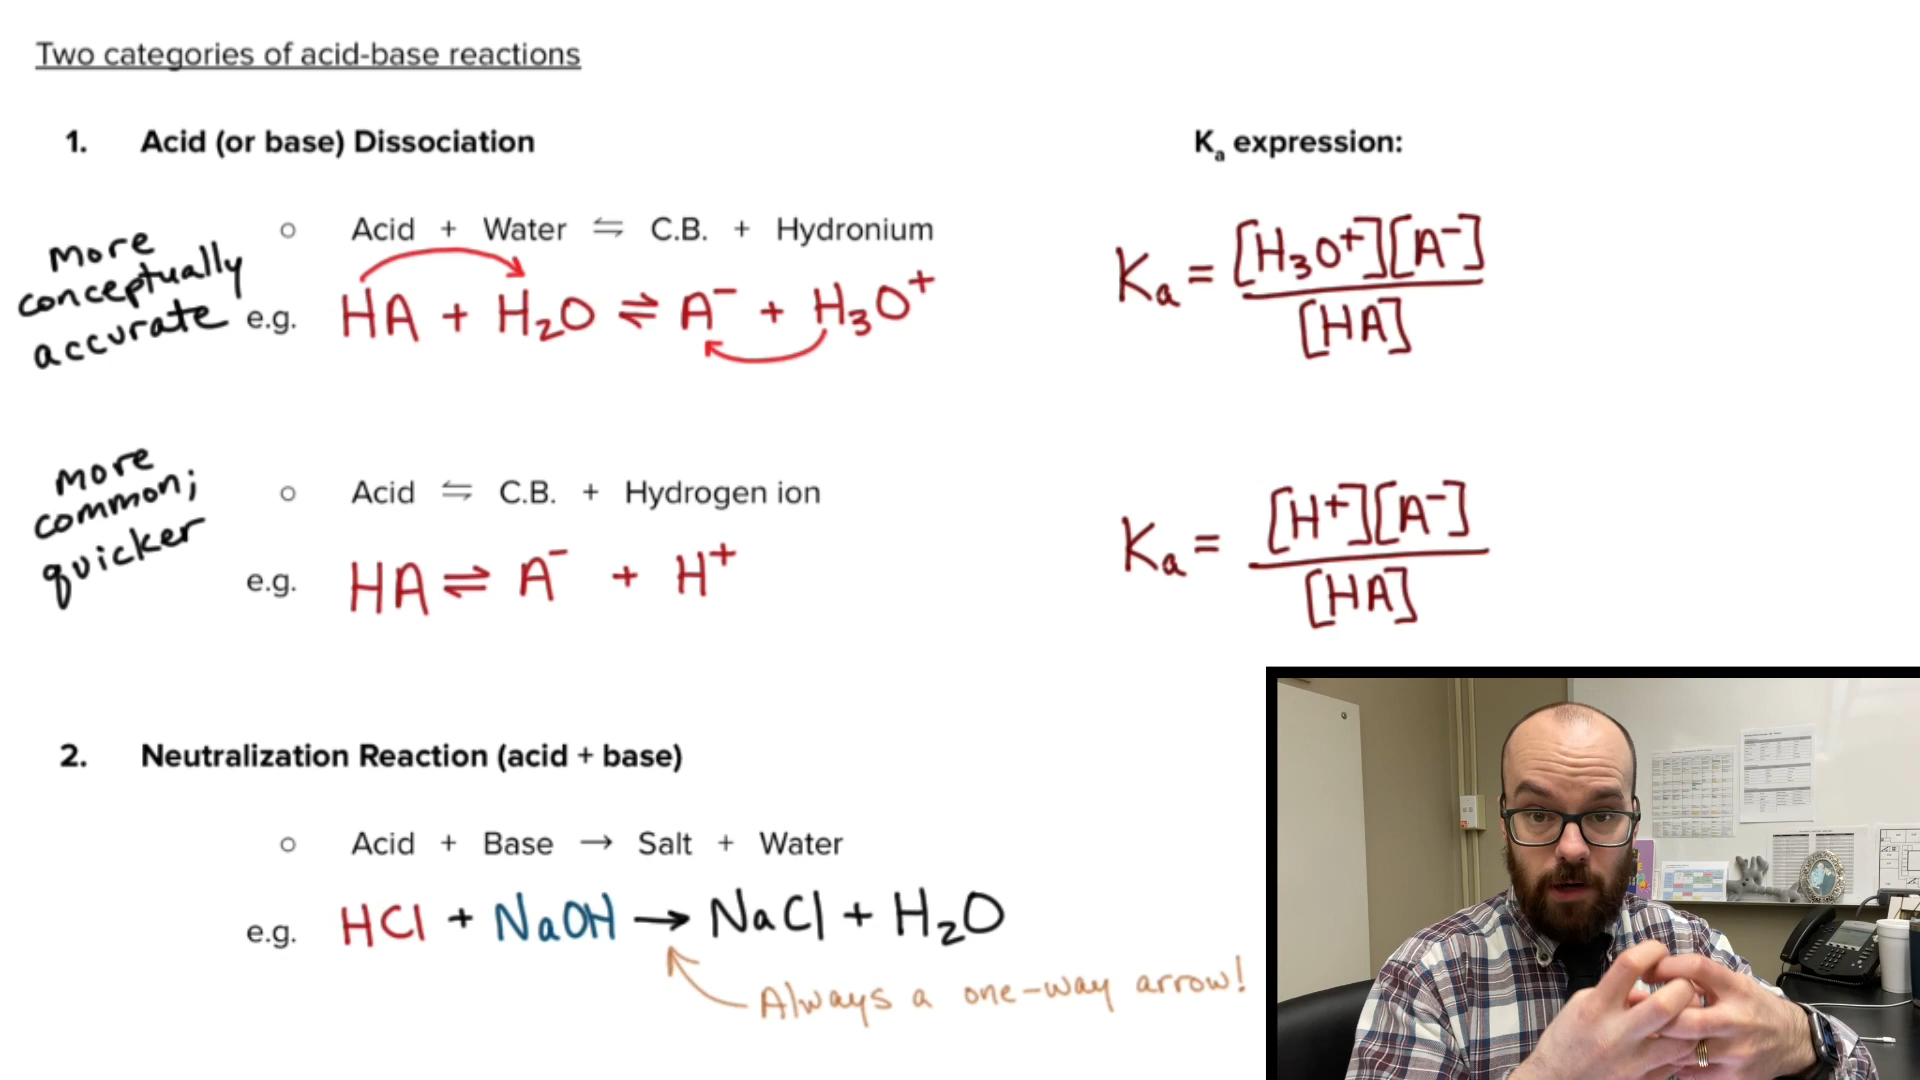 Two categories of acid-base reactions
1. Acid (or base) Dissociation
Kₐ expression:
More
conceptually
accurate
○ Acid + Water ⇌ C.B. + Hydronium
e.g. HA + H₂O ⇌ A⁻ + H₃O⁺
Kₐ = [H₃O⁺][A⁻]
[HA]
More
common;
quicker
○ Acid ⇌ C.B. + Hydrogen ion
e.g. HA ⇌ A⁻ + H⁺
Kₐ = [H⁺][A⁻]
[HA]
2. Neutralization Reaction (acid + base)
○ Acid + Base → Salt + Water
e.g. HCl + NaOH → NaCl + H₂O
Always a one-way arrow!